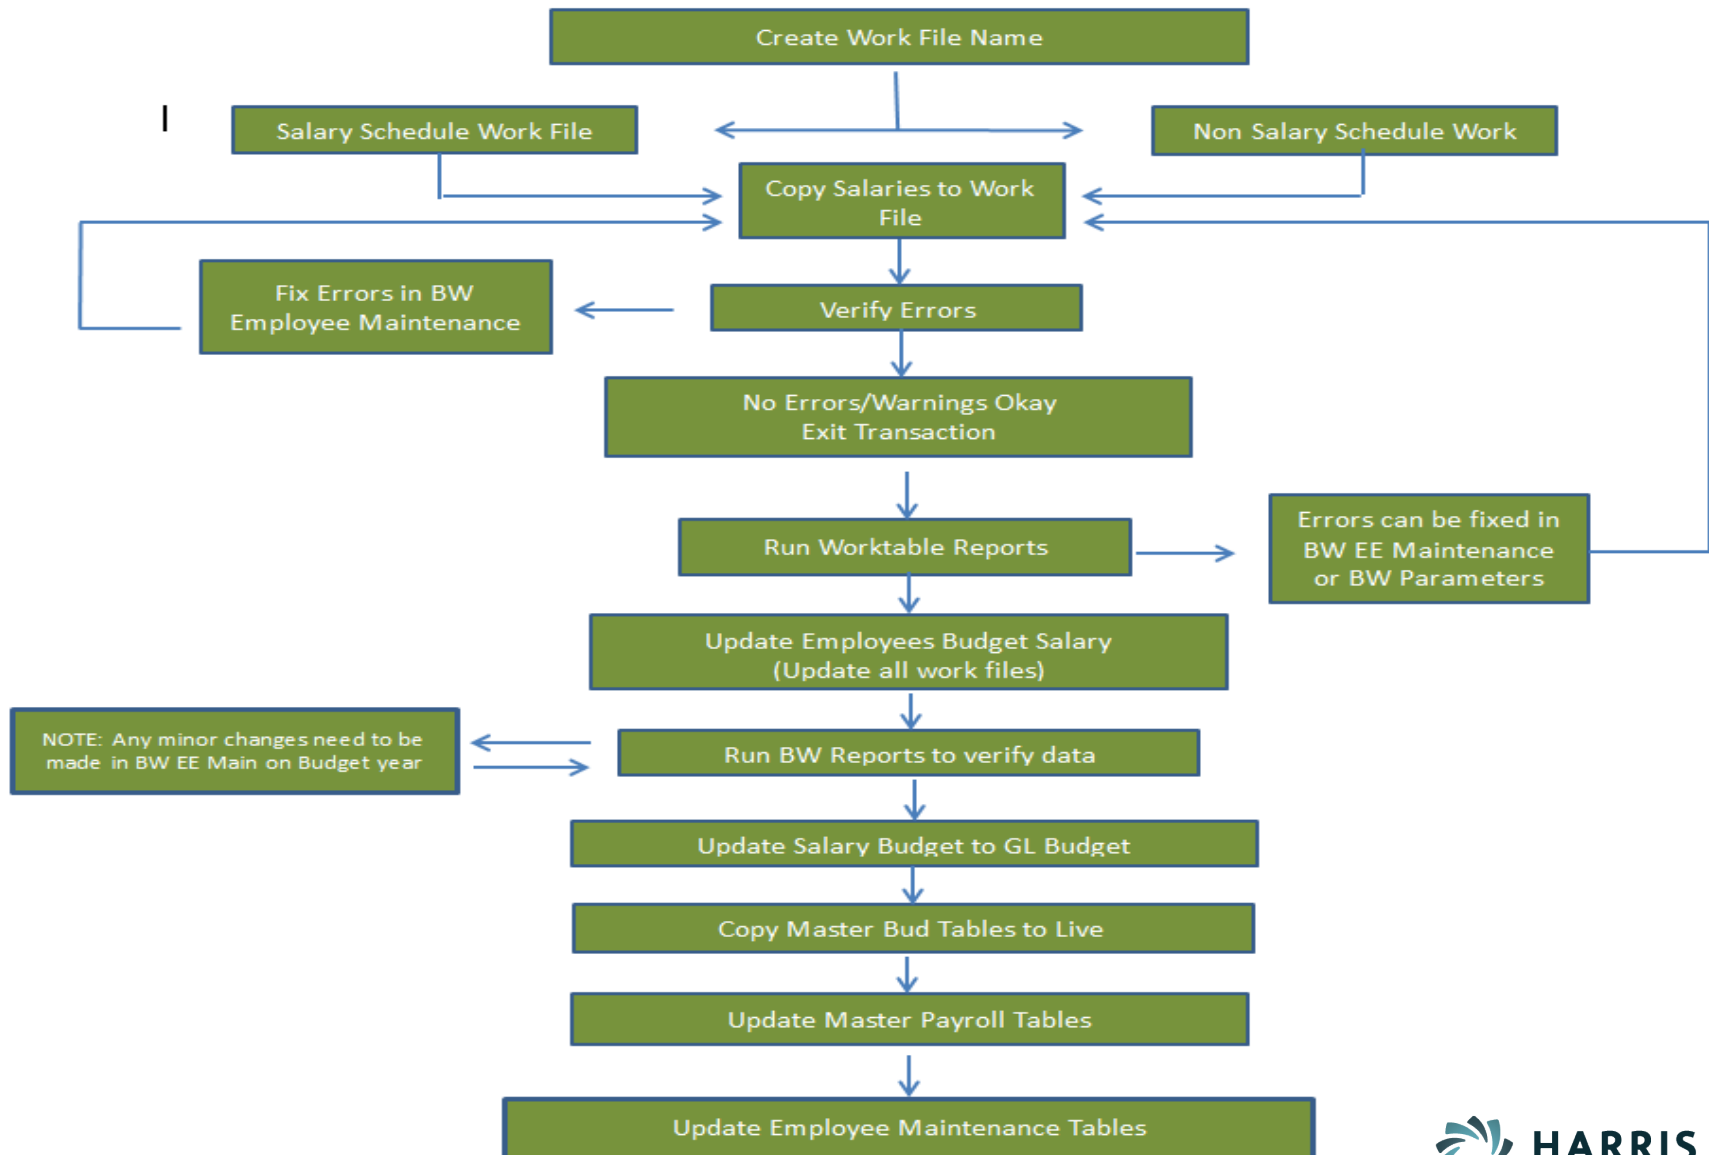 Create Work File Name
I
Salary Schedule Work File
Non Salary Schedule Work
Copy Salaries to Work
File
Fix Errors in BW
Employee Maintenance
Verify Errors
No Errors/Warnings Okay
Exit Transaction
Run Worktable Reports
Errors can be fixed in
BW EE Maintenance
or BW Parameters
Update Employees Budget Salary
(Update all work files)
NOTE: Any minor changes need to be
made in BW EE Main on Budget year
Run BW Reports to verify data
Update Salary Budget to GL Budget
Copy Master Bud Tables to Live
Update Master Payroll Tables
Update Employee Maintenance Tables
HARRIS